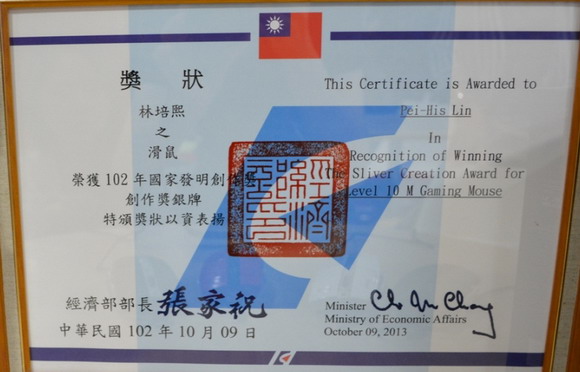 獎狀
林培熙
之
滑鼠
榮獲102年國家發明創
創作獎銀牌
特頒獎狀以資表揚
經濟部部長 張家祝
中華民國102年10月09日
This Certificate is Awarded to
Pei-His Lin
In
Recognition of Winning
The Sliver Creation Award for
Level 10 M Gaming Mouse
Minister
Ministry of Economic Affairs
October 09, 2013